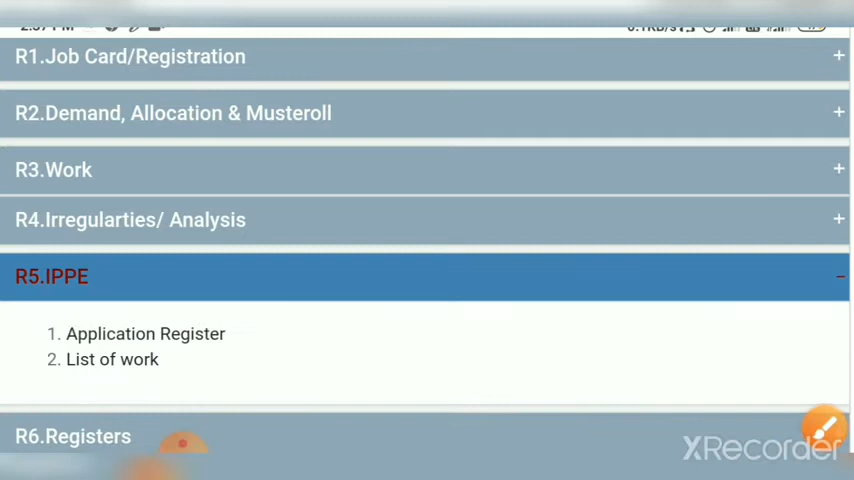 R1.Job Card/Registration
R2.Demand, Allocation & Musteroll
R3.Work
R4.Irregularties/ Analysis
R5.IPPE
1. Application Register
2. List of work
R6.Registers
XRecorder